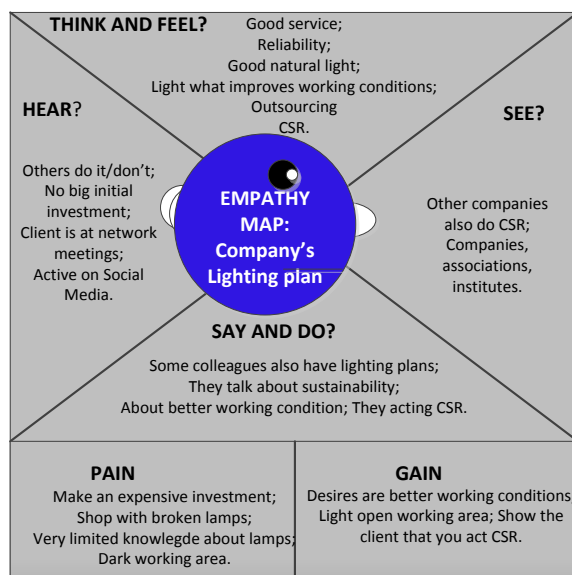 THINK AND FEEL?
Good service;
Reliability;
Good natural light;
Light what improves working conditions;
Outsourcing
CSR.
HEAR?
Others do it/don't;
No big initial
investment;
Client is at network
meetings;
Active on Social
Media.
EMPATHY
MAP:
Company's
Lighting plan
SEE?
Other companies
also do CSR;
Companies,
associations,
institutes.
SAY AND DO?
Some colleagues also have lighting plans;
They talk about sustainability;
About better working condition; They acting CSR.
PAIN
Make an expensive investment;
Shop with broken lamps;
Very limited knowlegde about lamps;
Dark working area.
GAIN
Desires are better working conditions
Light open working area; Show the
client that you act CSR.